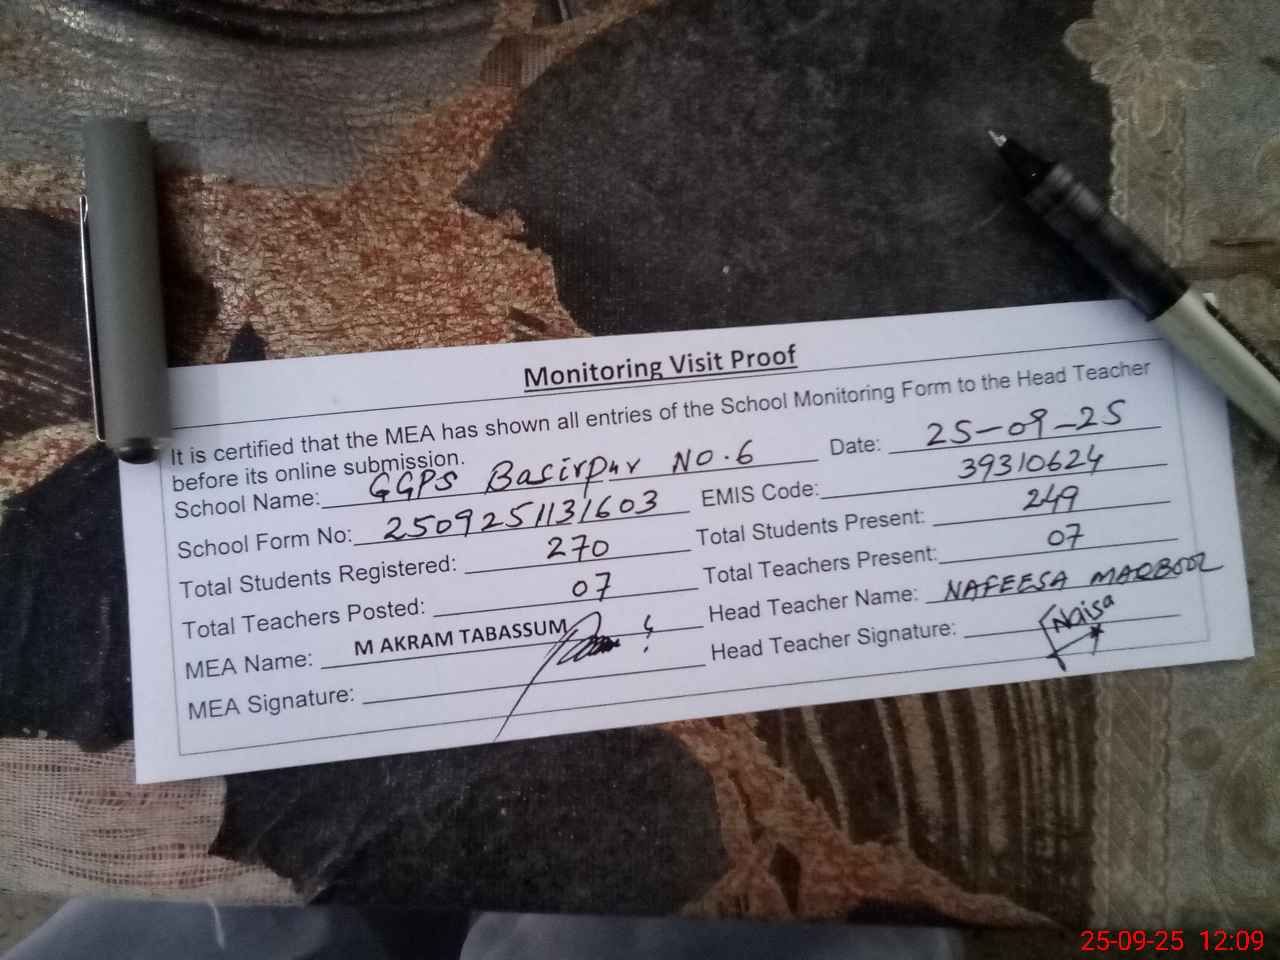 Monitoring Visit Proof
It is certified that the MEA has shown all entries of the School Monitoring Form to the Head Teacher
before its online submission.
School Name: GGPS Basirpur NO.6 Date: 25-09-25
School Form No: 2509251131603 EMIS Code: 39310624
Total Students Registered: 270 Total Students Present: 249
Total Teachers Posted: 07 Total Teachers Present: 07
MEA Name: M AKRAM TABASSUM Head Teacher Name: NAFEESA MAQBOOL
MEA Signature: Head Teacher Signature: Naisa
25-09-25 12:09